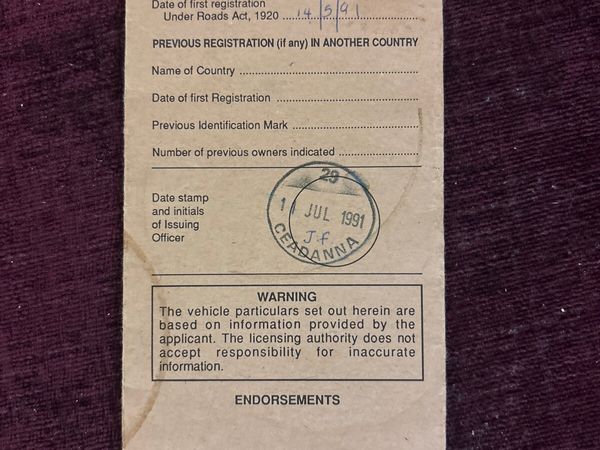 Date of first registration
Under Roads Act, 1920 ....14/5/91
PREVIOUS REGISTRATION (if any) IN ANOTHER COUNTRY
Name of Country
Date of first Registration
Previous Identification Mark
Number of previous owners indicated
Date stamp
and initials
of Issuing
Officer
29
JUL 1991
J.F.
CEADANNA
WARNING
The vehicle particulars set out herein are
based on information provided by the
applicant. The licensing authority does not
accept responsibility for inaccurate
information.
ENDORSEMENTS